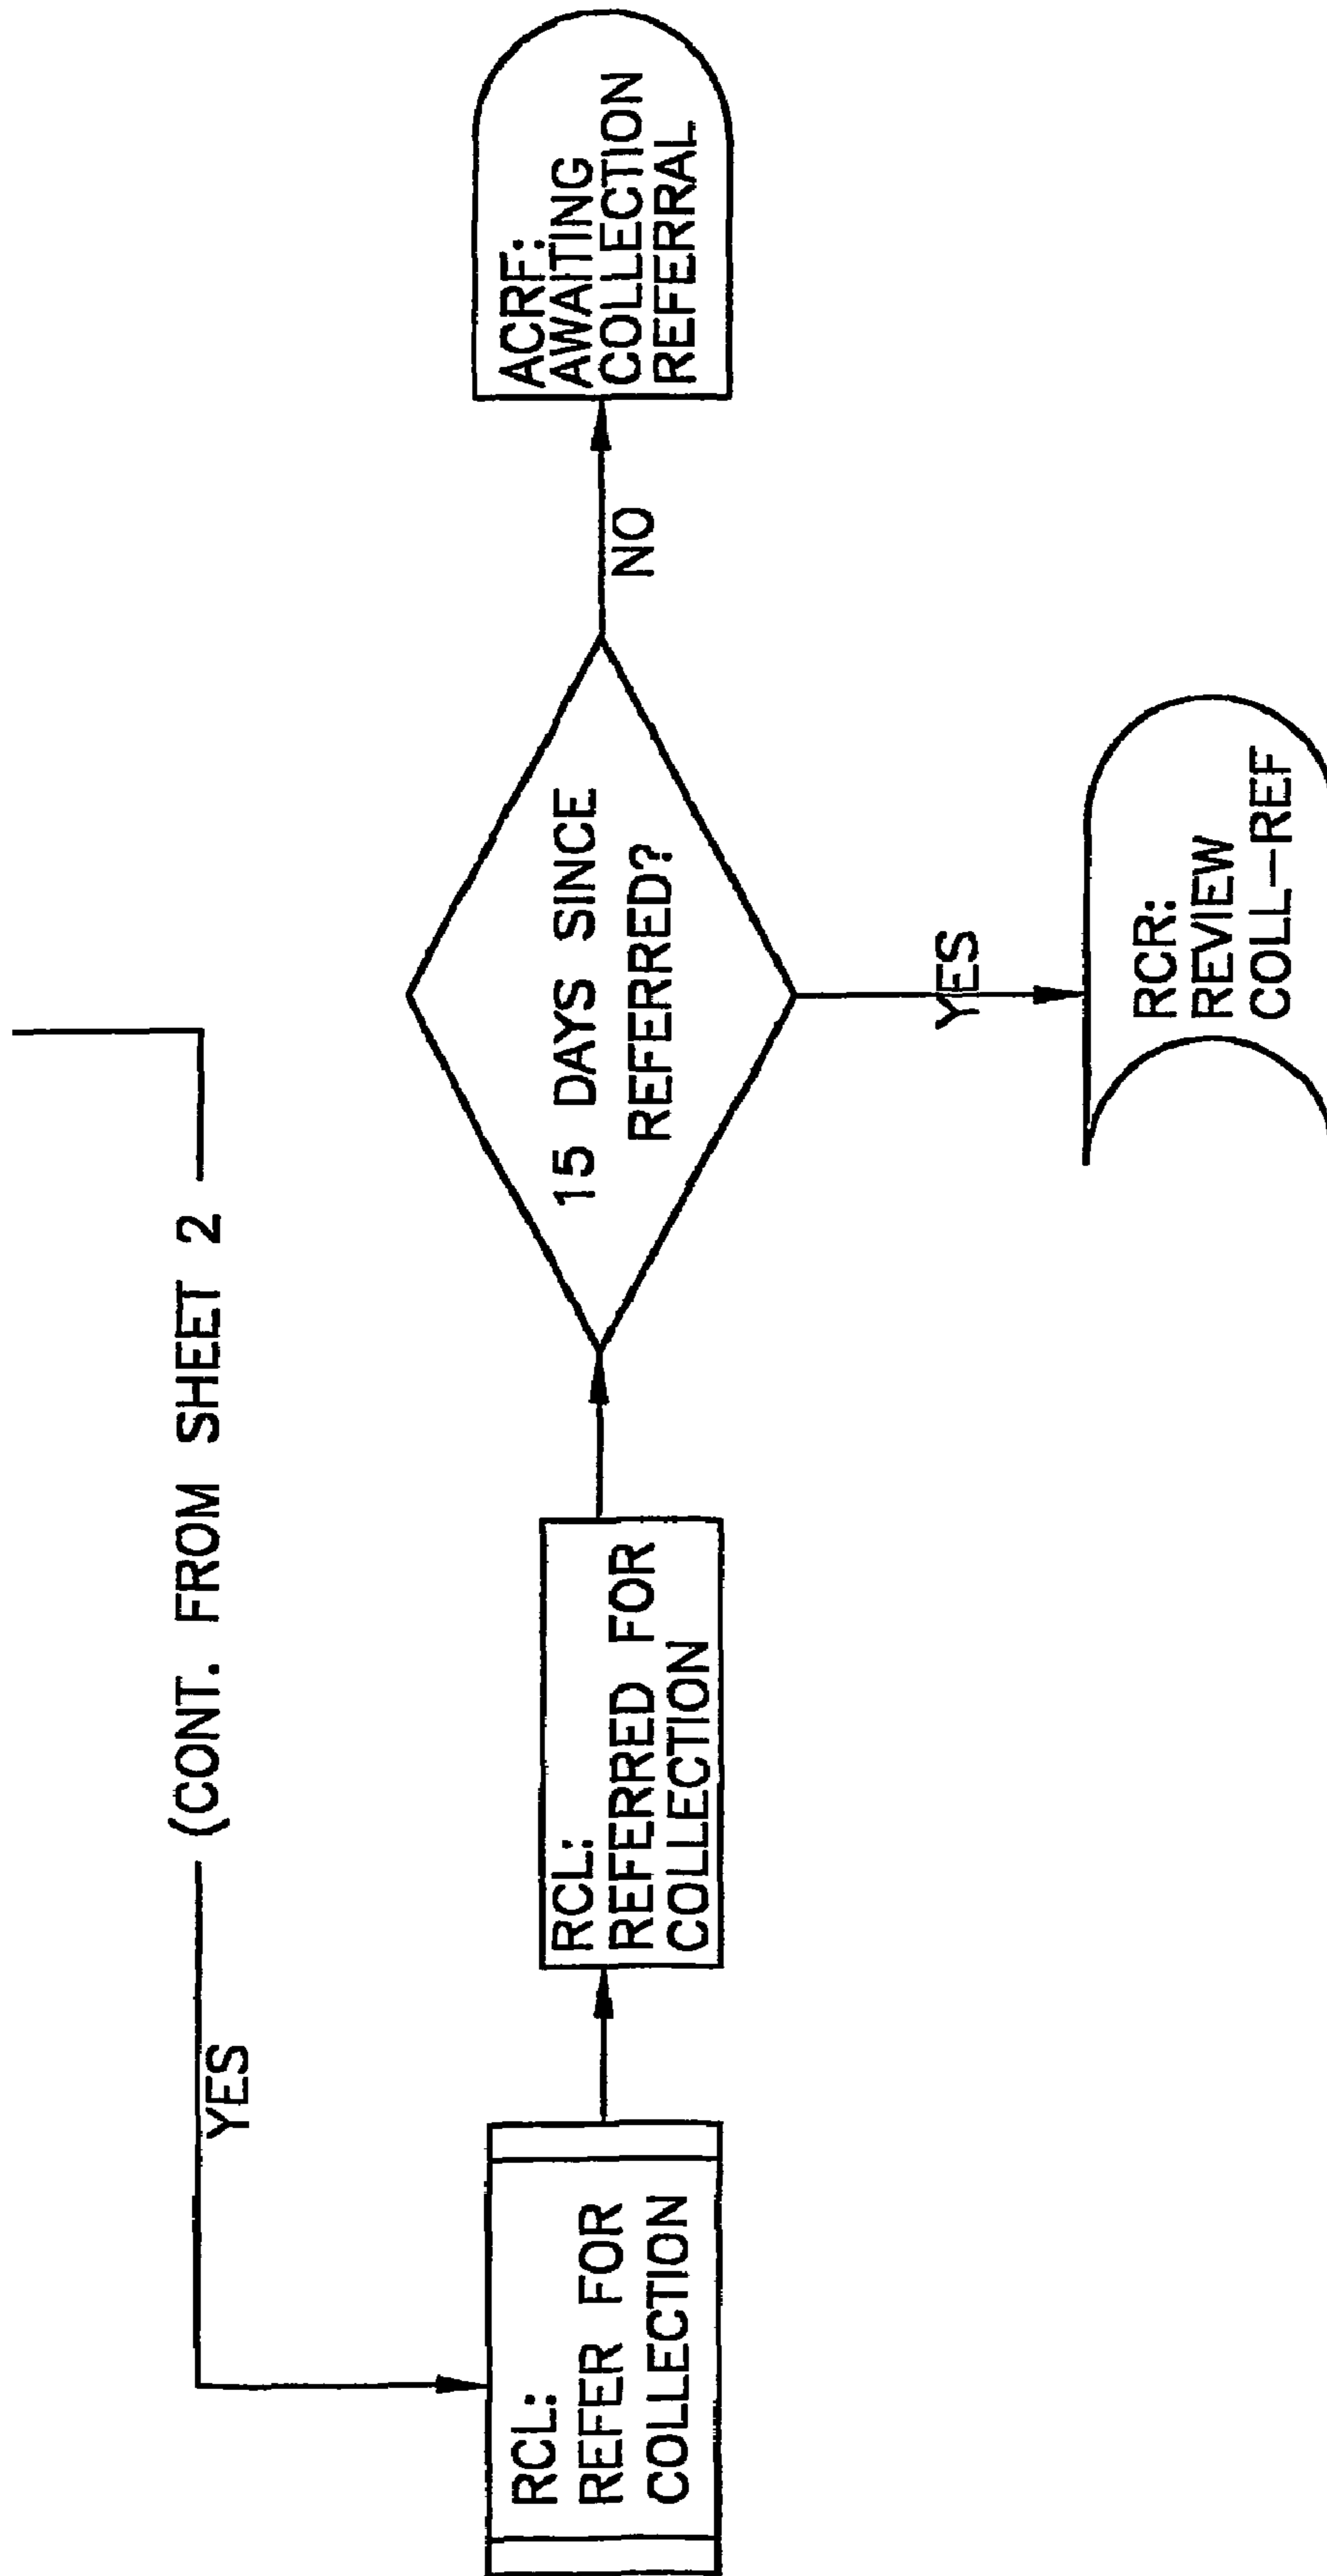 (CONT. FROM SHEET 2
YES
RCL:
REFER FOR
COLLECTION
RCL:
REFERRED FOR
COLLECTION
15 DAYS SINCE
REFERRED?
NO
ACRF:
AWAITING
COLLECTION
REFERRAL
YES
RCR:
REVIEW
COLL-REF